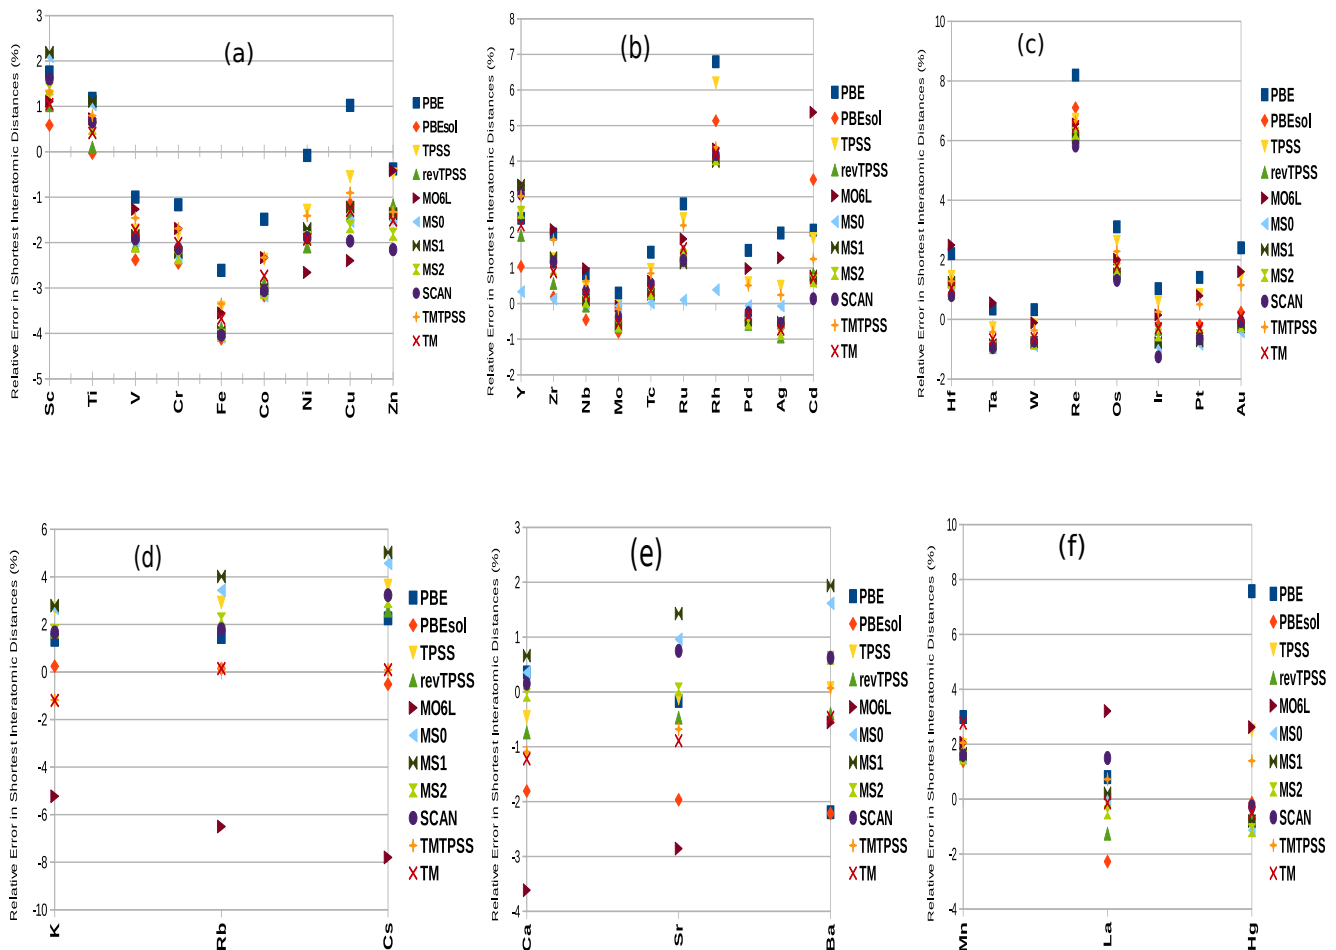 (a)
Relative Error in Shortest Interatomic Distances (%)
3
2
1
0
-1
-2
-3
-4
-5
Sc Ti V Cr Fe Co Ni Cu Zn
PBE
PBEsol
TPSS
revTPSS
MO6L
MS0
MS1
MS2
SCAN
TMTPSS
TM
(b)
Relative Error in Shortest Interatomic Distances (%)
8
7
6
5
4
3
2
1
0
-1
-2
Y Zr Nb Mo Tc Ru Rh Pd Ag Cd
PBE
PBEsol
TPSS
revTPSS
MO6L
MS0
MS1
MS2
SCAN
TMTPSS
TM
(c)
Relative Error in Shortest Interatomic Distances (%)
10
8
6
4
2
0
-2
Hf Ta W Re Os Ir Pt Au
PBE
PBEsol
TPSS
revTPSS
MO6L
MS0
MS1
MS2
SCAN
TMTPSS
TM
(d)
Relative Error in Shortest Interatomic Distances (%)
6
4
2
0
-2
-4
-6
-8
-10
K Rb Cs
PBE
PBEsol
TPSS
revTPSS
MO6L
MS0
MS1
MS2
SCAN
TMTPSS
TM
(e)
Relative Error in Shortest Interatomic Distances (%)
3
2
1
0
-1
-2
-3
-4
Ca Sr Ba
PBE
PBEsol
TPSS
revTPSS
MO6L
MS0
MS1
MS2
SCAN
TMTPSS
TM
(f)
Relative Error in Shortest Interatomic Distances (%)
10
8
6
4
2
0
-2
-4
Mn La Hg
PBE
PBEsol
TPSS
revTPSS
MO6L
MS0
MS1
MS2
SCAN
TMTPSS
TM